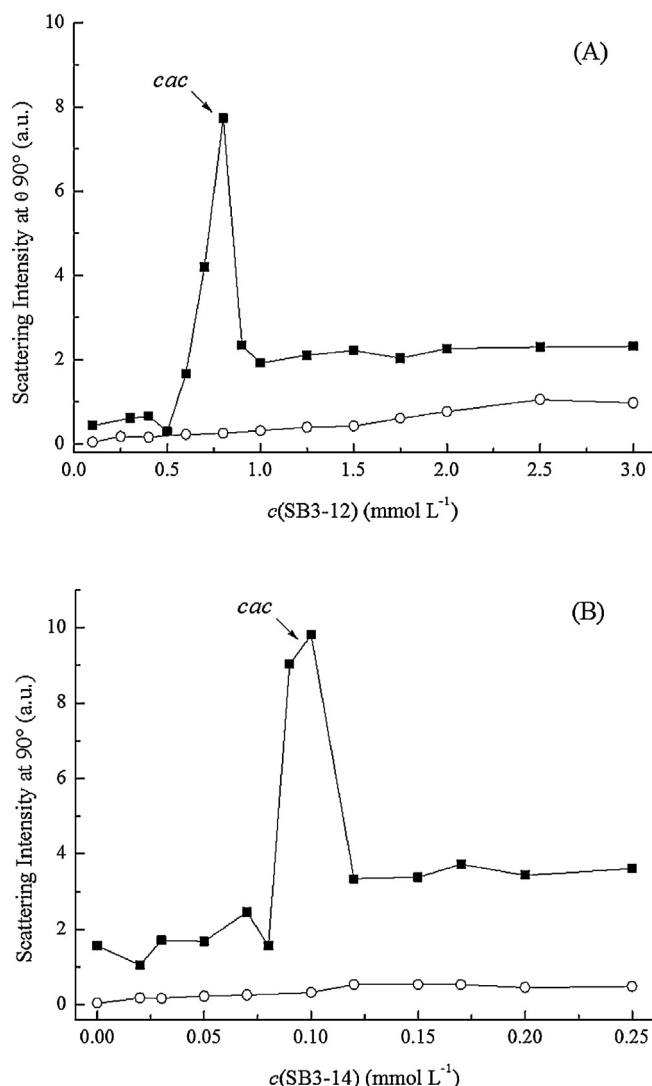 (A)
cac
Scattering Intensity at θ 90° (a.u.)
10
8
6
4
2
0
0.0 0.5 1.0 1.5 2.0 2.5 3.0
c(SB3-12) (mmol L⁻¹)
(B)
cac
Scattering Intensity at 90° (a.u.)
10
8
6
4
2
0
0.00 0.05 0.10 0.15 0.20 0.25
c(SB3-14) (mmol L⁻¹)